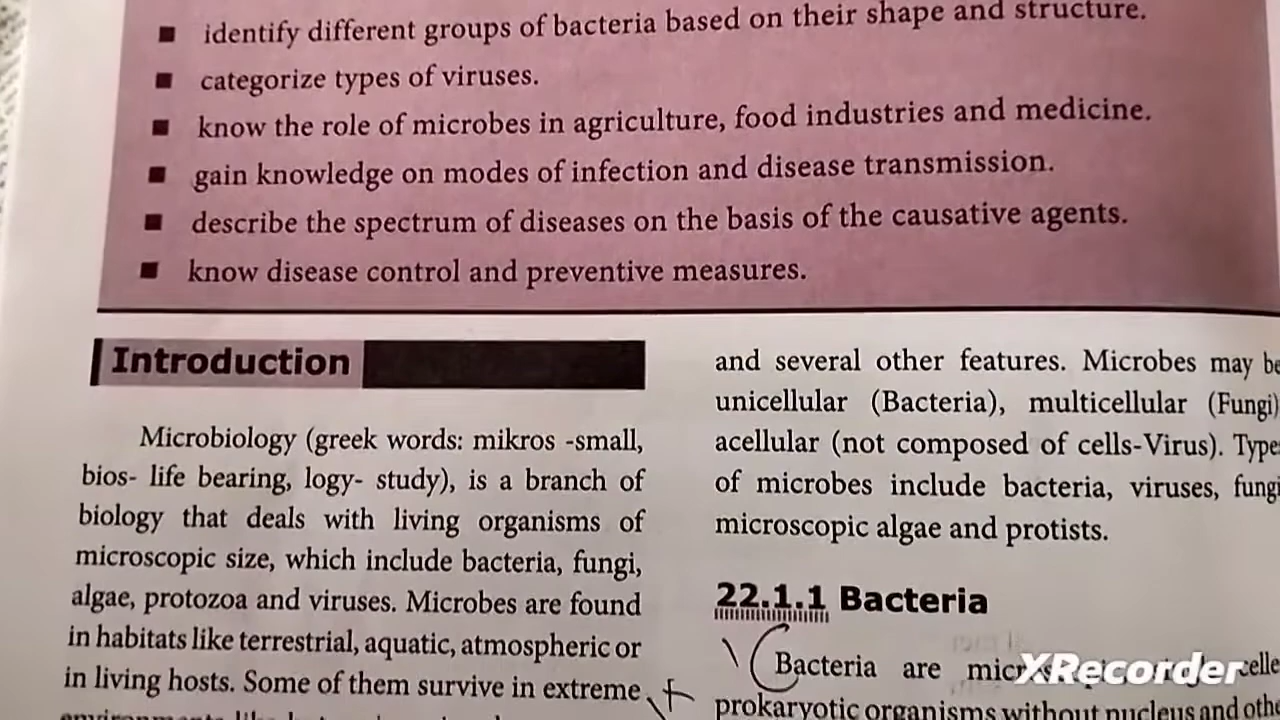 identify different groups of bacteria based on their shape and structure.
categorize types of viruses.
know the role of microbes in agriculture, food industries and medicine.
gain knowledge on modes of infection and disease transmission.
describe the spectrum of diseases on the basis of the causative agents.
know disease control and preventive measures.
Introduction
Microbiology (greek words: mikros -small,
bios- life bearing, logy- study), is a branch of
biology that deals with living organisms of
microscopic size, which include bacteria, fungi,
algae, protozoa and viruses. Microbes are found
in habitats like terrestrial, aquatic, atmospheric or
in living hosts. Some of them survive in extreme
and several other features. Microbes may be
unicellular (Bacteria), multicellular (Fungi)
acellular (not composed of cells-Virus). Type
of microbes include bacteria, viruses, fungi
microscopic algae and protists.
22.1.1 Bacteria
Bacteria are
prokaryotic organisms without nucleus and
XRecorder